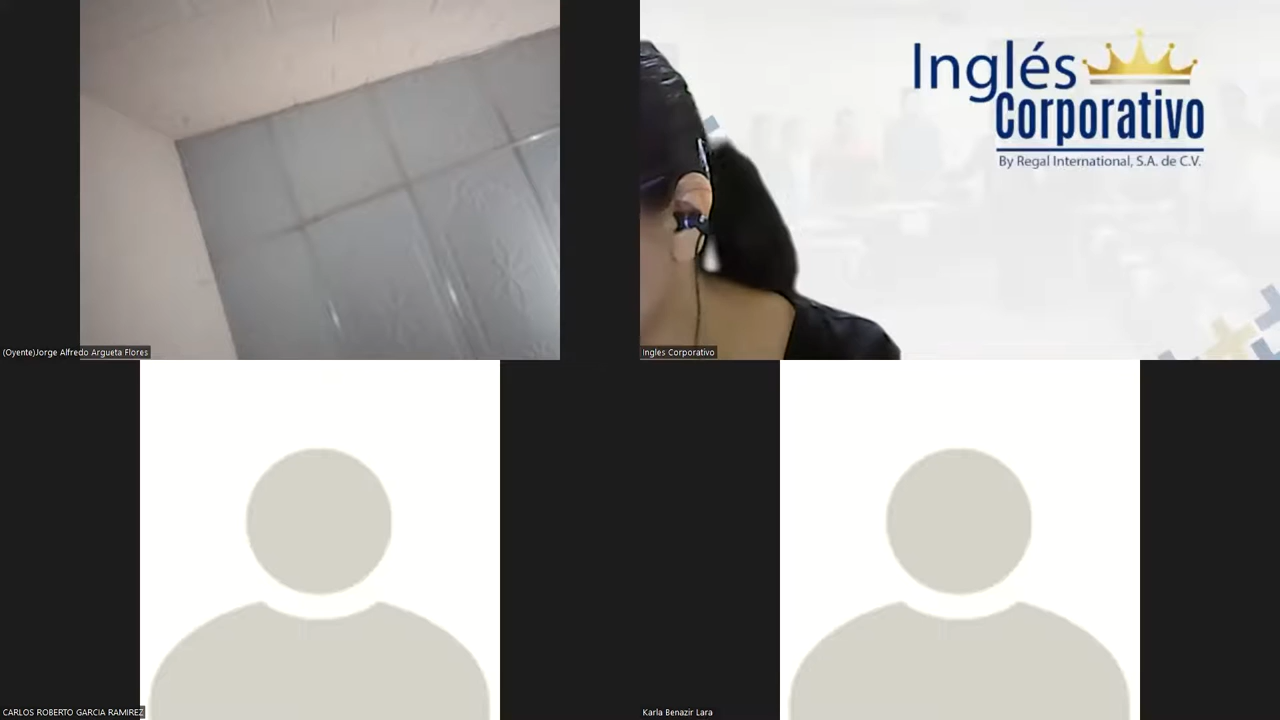 Inglés
Corporativo
By Regal International, S.A. de C.V.
(Oyente)Jorge Alfredo Argueta Flores
Ingles Corporativo
CARLOS ROBERTO GARCIA RAMIREZ
Karla Benazir Lara